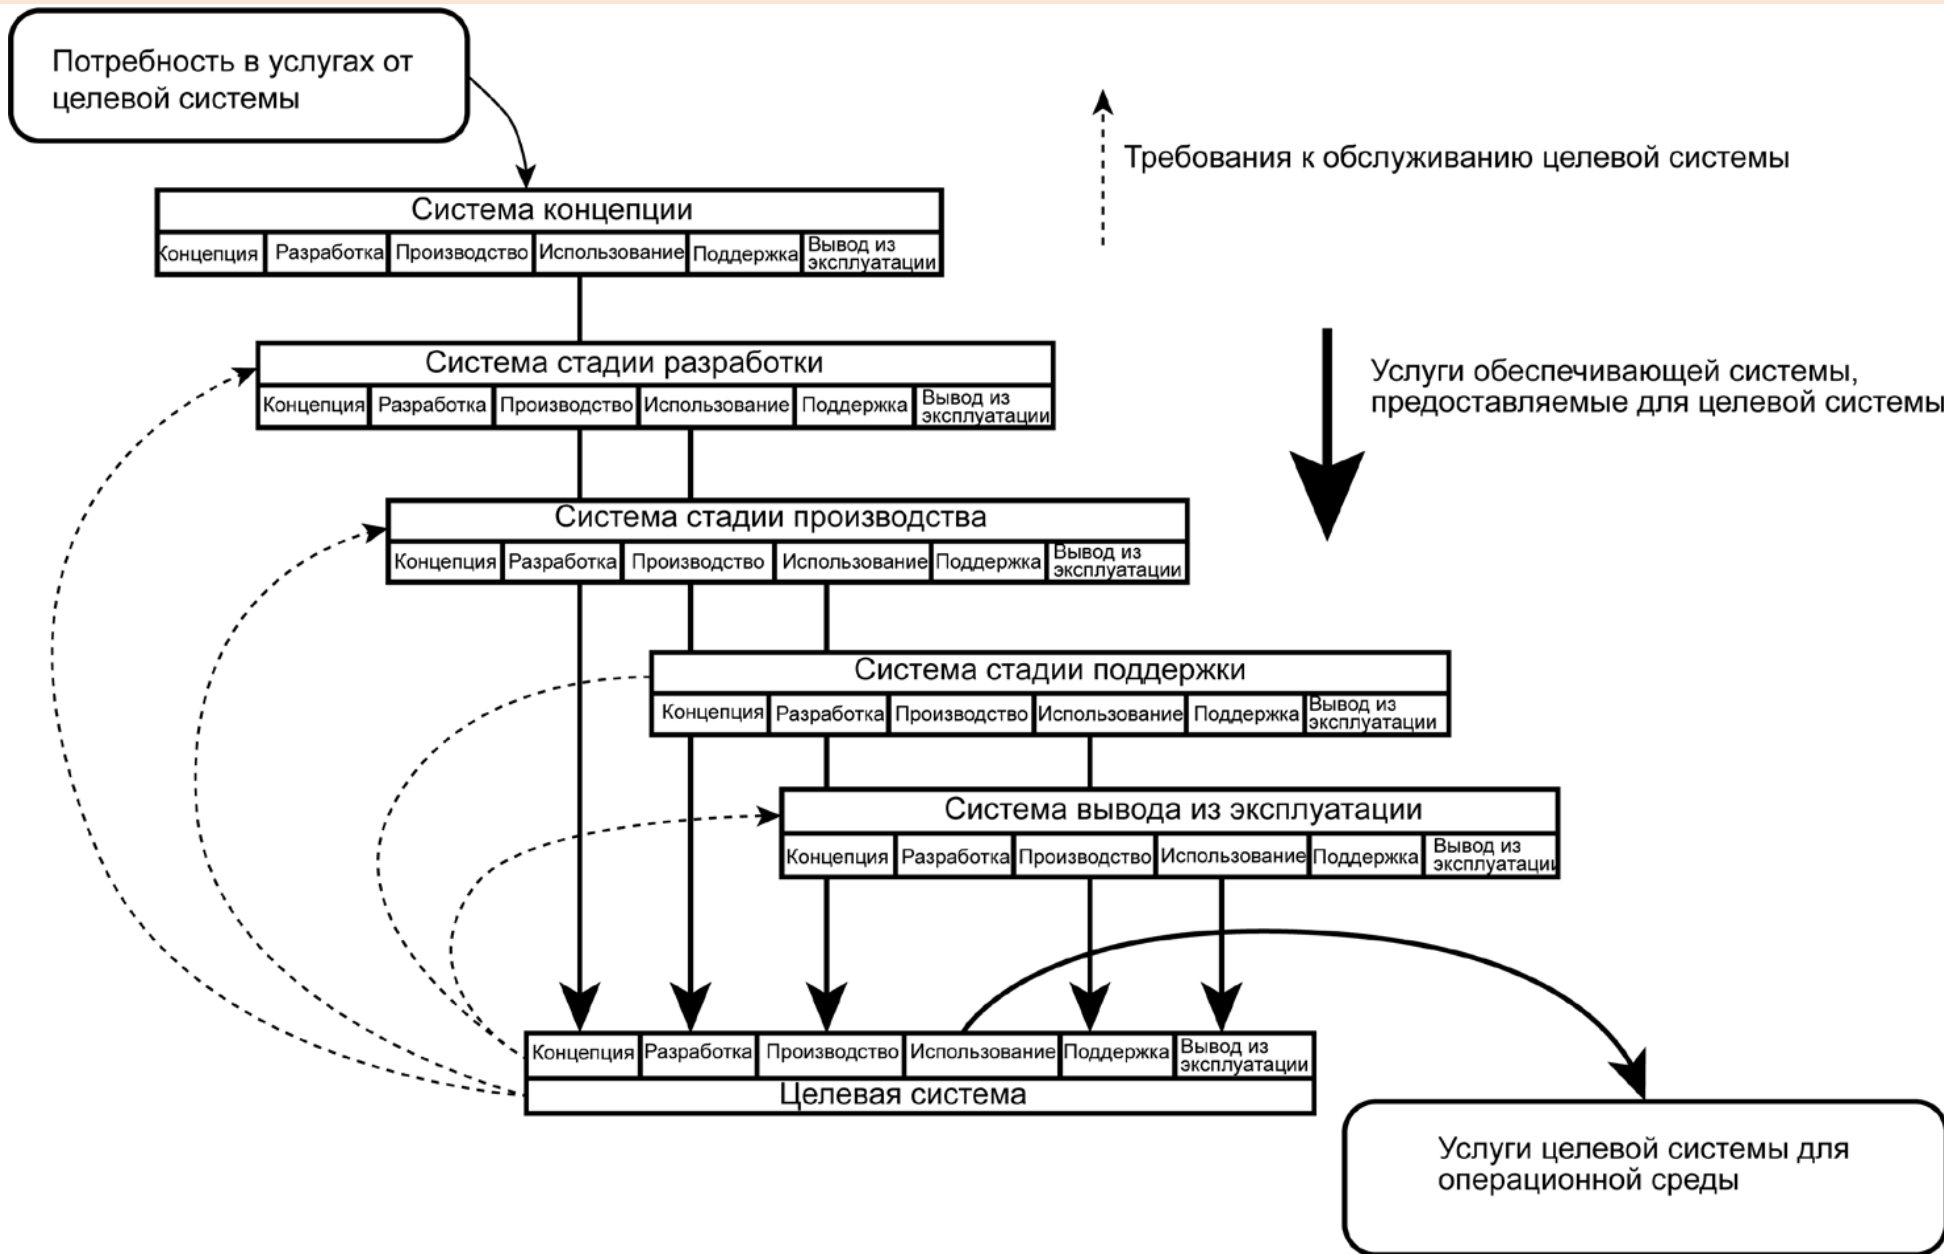 Потребность в услугах от
целевой системы
Требования к обслуживанию целевой системы
Система концепции
Концепция Разработка Производство Использование Поддержка Вывод из
эксплуатации
Система стадии разработки
Концепция Разработка Производство Использование Поддержка Вывод из
эксплуатации
Услуги обеспечивающей системы,
предоставляемые для целевой системы
Система стадии производства
Концепция Разработка Производство Использование Поддержка Вывод из
эксплуатации
Система стадии поддержки
Концепция Разработка Производство Использование Поддержка Вывод из
эксплуатации
Система вывода из эксплуатации
Концепция Разработка Производство Использование Поддержка Вывод из
эксплуатации
Концепция Разработка Производство Использование Поддержка Вывод из
эксплуатации
Целевая система
Услуги целевой системы для
операционной среды